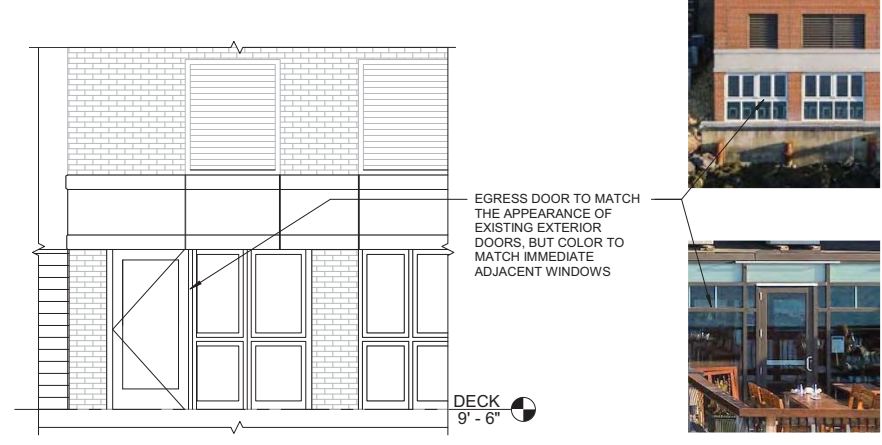 EGRESS DOOR TO MATCH
THE APPEARANCE OF
EXISTING EXTERIOR
DOORS, BUT COLOR TO
MATCH IMMEDIATE
ADJACENT WINDOWS
DECK
9' - 6"